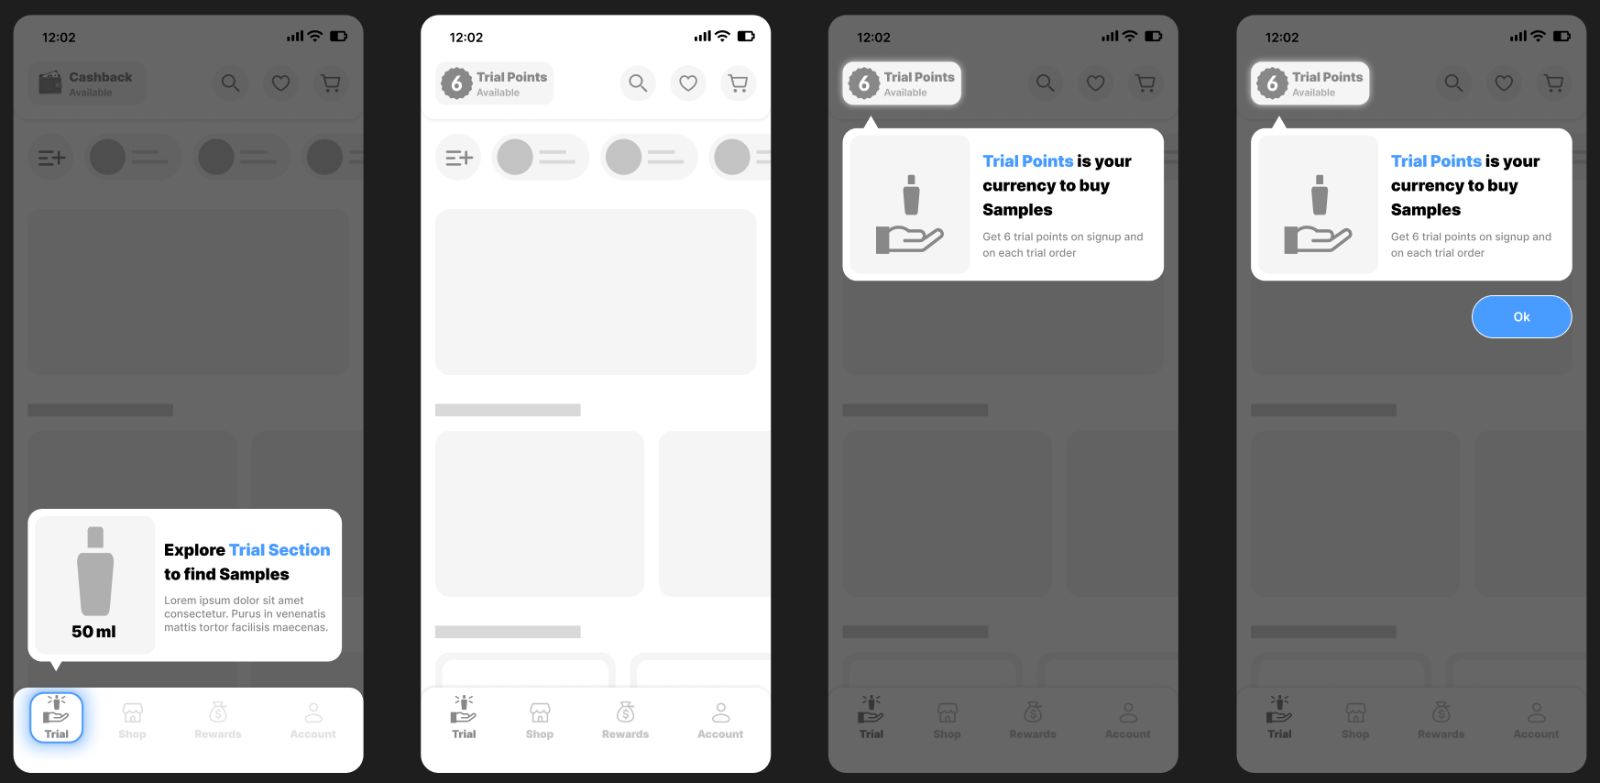 12:02
Cashback
Available
Explore Trial Section
to find Samples
Lorem ipsum dolor sit amet
consectetur. Purus in venenatis
mattis tortor facilisis maecenas.
50 ml
Trial
Shop
Rewards
Account
12:02
6
Trial Points
Available
Trial
Shop
Rewards
Account
12:02
6
Trial Points
Available
Trial Points is your
currency to buy
Samples
Get 6 trial points on signup and
on each trial order
Trial
Shop
Rewards
Account
12:02
6
Trial Points
Available
Trial Points is your
currency to buy
Samples
Get 6 trial points on signup and
on each trial order
Ok
Trial
Shop
Rewards
Account